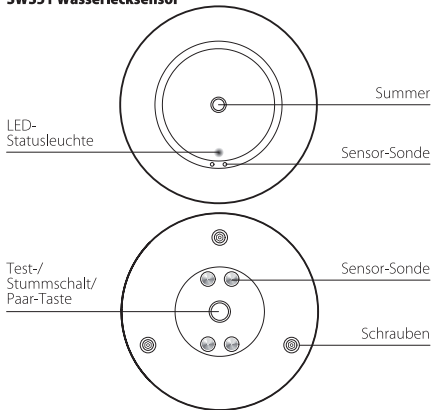 SW351 Wasserlecksensor
Summer
LED-
Statusleuchte
Sensor-Sonde
Test-/
Stummschalt/
Paar-Taste
Sensor-Sonde
Schrauben